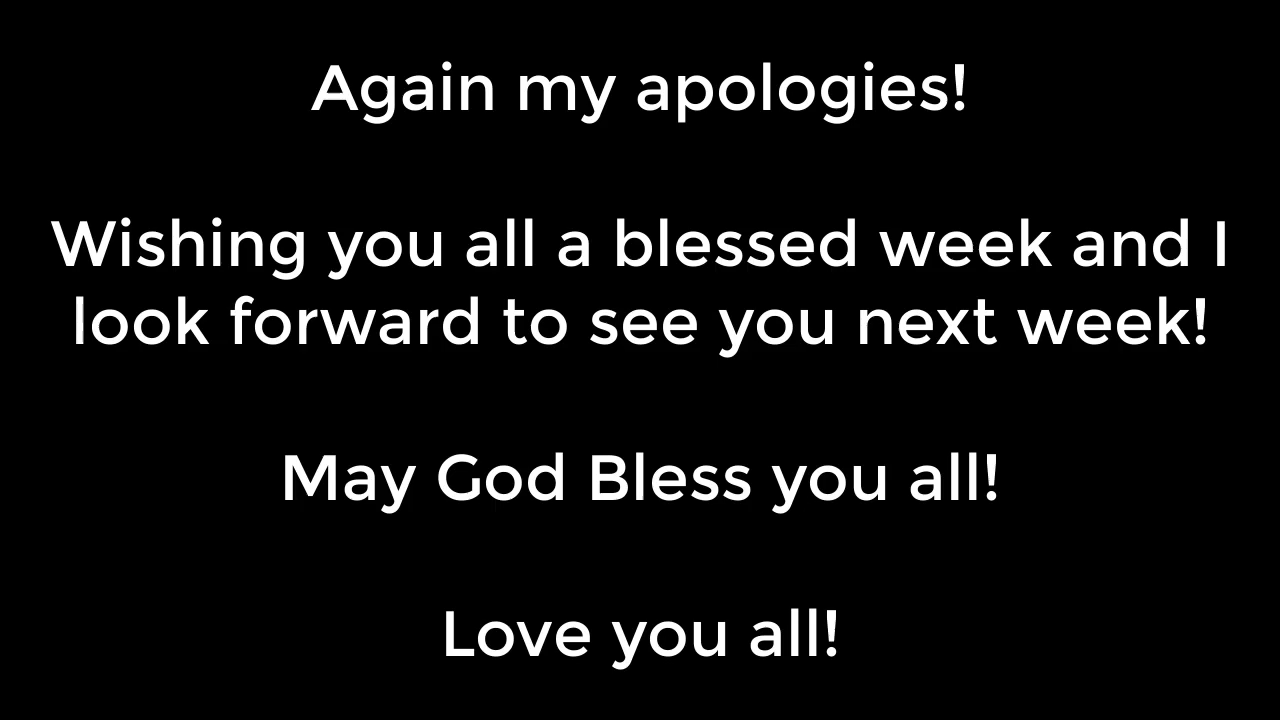 Again my apologies!
Wishing you all a blessed week and I
look forward to see you next week!
May God Bless you all!
Love you all!